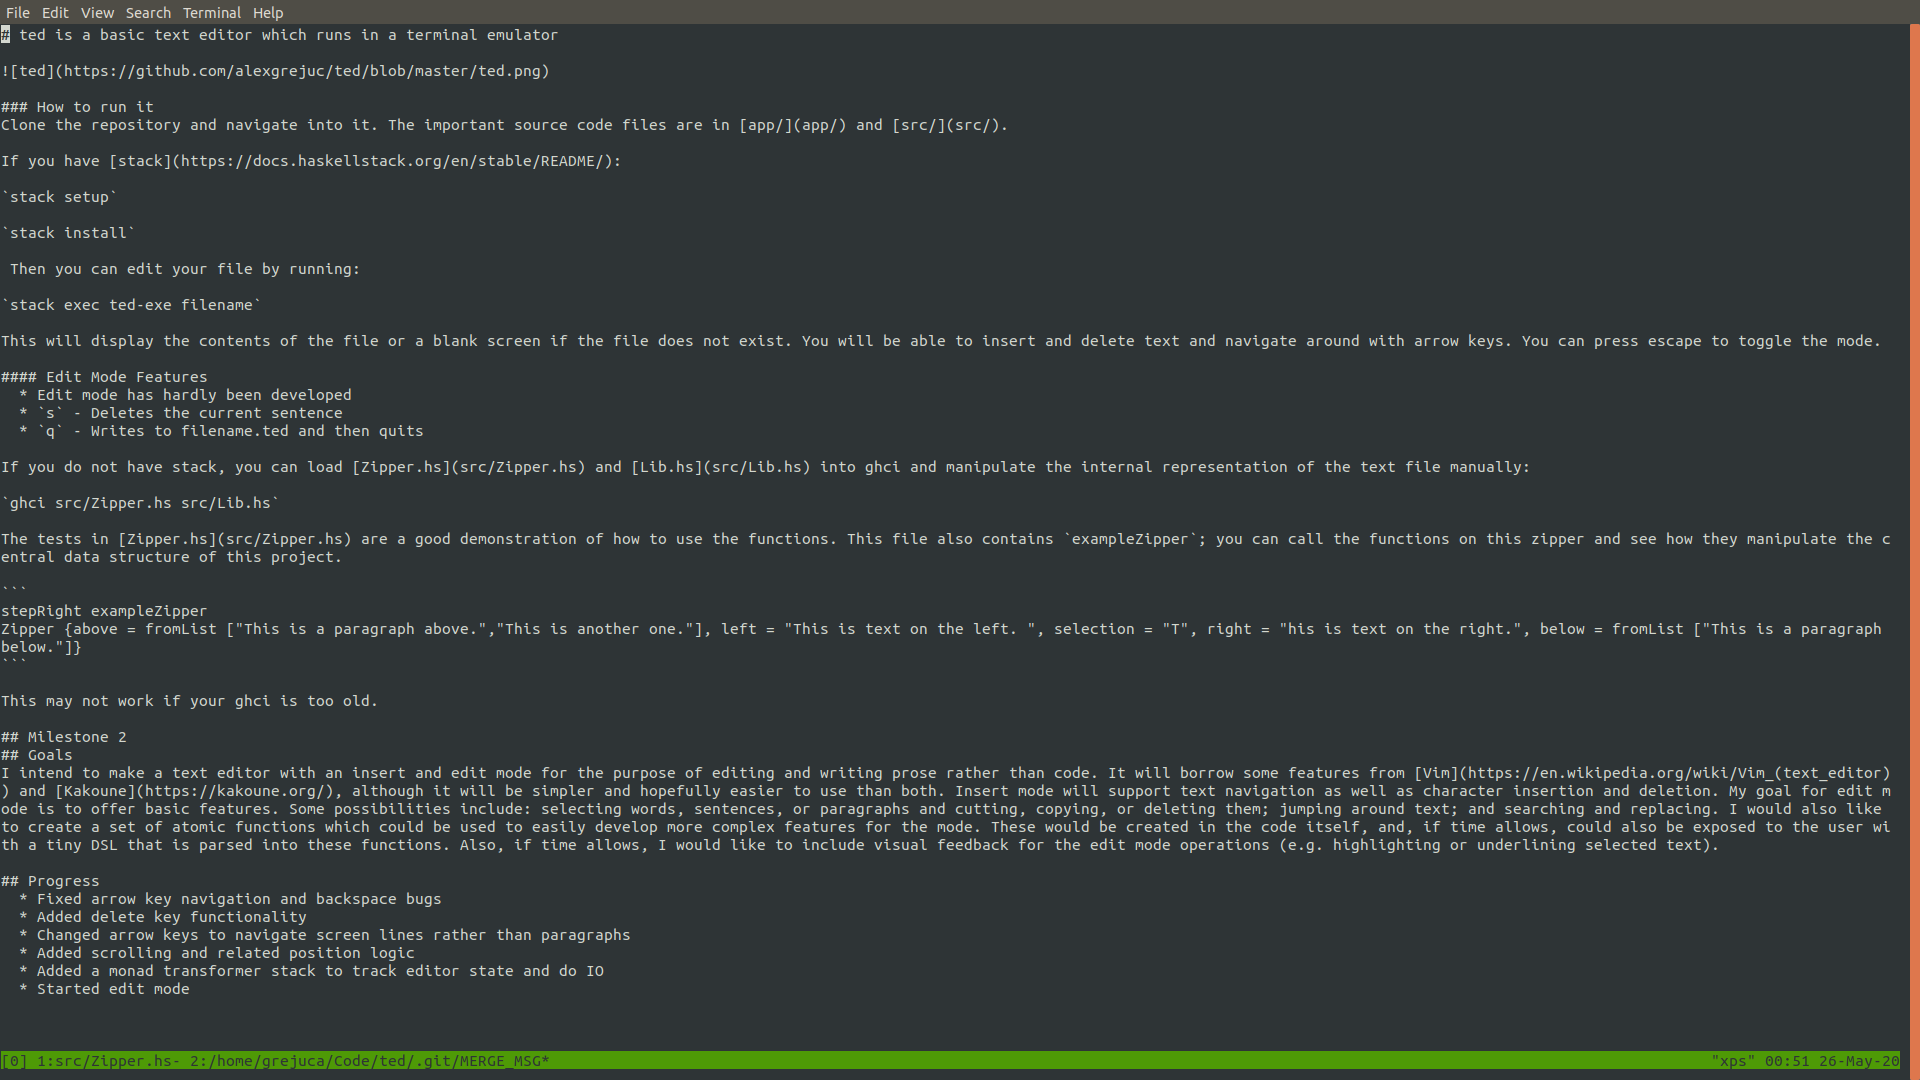 File Edit View Search Terminal Help
# ted is a basic text editor which runs in a terminal emulator
![ted](https://github.com/alexgrejuc/ted/blob/master/ted.png)
### How to run it
Clone the repository and navigate into it. The important source code files are in [app/](app/) and [src/](src/).
If you have [stack](https://docs.haskellstack.org/en/stable/README/):
`stack setup`
`stack install`
 Then you can edit your file by running:
`stack exec ted-exe filename`
This will display the contents of the file or a blank screen if the file does not exist. You will be able to insert and delete text and navigate around with arrow keys. You can press escape to toggle the mode.
#### Edit Mode Features
  * Edit mode has hardly been developed
  * `s` - Deletes the current sentence
  * `q` - Writes to filename.ted and then quits
If you do not have stack, you can load [Zipper.hs](src/Zipper.hs) and [Lib.hs](src/Lib.hs) into ghci and manipulate the internal representation of the text file manually:
`ghci src/Zipper.hs src/Lib.hs`
The tests in [Zipper.hs](src/Zipper.hs) are a good demonstration of how to use the functions. This file also contains `exampleZipper`; you can call the functions on this zipper and see how they manipulate the c
entral data structure of this project.
```
stepRight exampleZipper
Zipper {above = fromList ["This is a paragraph above.","This is another one."], left = "This is text on the left. ", selection = "T", right = "his is text on the right.", below = fromList ["This is a paragraph
below."]}
```
This may not work if your ghci is too old.
## Milestone 2
## Goals
I intend to make a text editor with an insert and edit mode for the purpose of editing and writing prose rather than code. It will borrow some features from [Vim](https://en.wikipedia.org/wiki/Vim_(text_editor)
) and [Kakoune](https://kakoune.org/), although it will be simpler and hopefully easier to use than both. Insert mode will support text navigation as well as character insertion and deletion. My goal for edit m
ode is to offer basic features. Some possibilities include: selecting words, sentences, or paragraphs and cutting, copying, or deleting them; jumping around text; and searching and replacing. I would also like
to create a set of atomic functions which could be used to easily develop more complex features for the mode. These would be created in the code itself, and, if time allows, could also be exposed to the user wi
th a tiny DSL that is parsed into these functions. Also, if time allows, I would like to include visual feedback for the edit mode operations (e.g. highlighting or underlining selected text).
## Progress
  * Fixed arrow key navigation and backspace bugs
  * Added delete key functionality
  * Changed arrow keys to navigate screen lines rather than paragraphs
  * Added scrolling and related position logic
  * Added a monad transformer stack to track editor state and do IO
  * Started edit mode
[0] 1:src/Zipper.hs- 2:/home/grejuca/Code/ted/.git/MERGE_MSG* "xps" 00:51 26-May-20